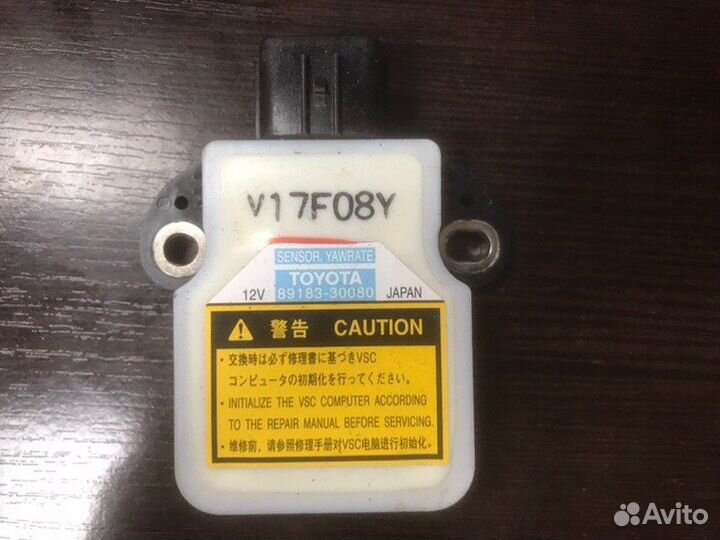 V17F08Y
SENSOR, YAWRATE
TOYOTA
12V 89183-30080 JAPAN
警告 CAUTION
・交換時は必ず修理書に基づきVSC
コンピュータの初期化を行ってください。
・INITIALIZE THE VSC COMPUTER ACCORDING
TO THE REPAIR MANUAL BEFORE SERVICING.
・维修前，请参照修理手册对VSC电脑进行初始化。
Avito